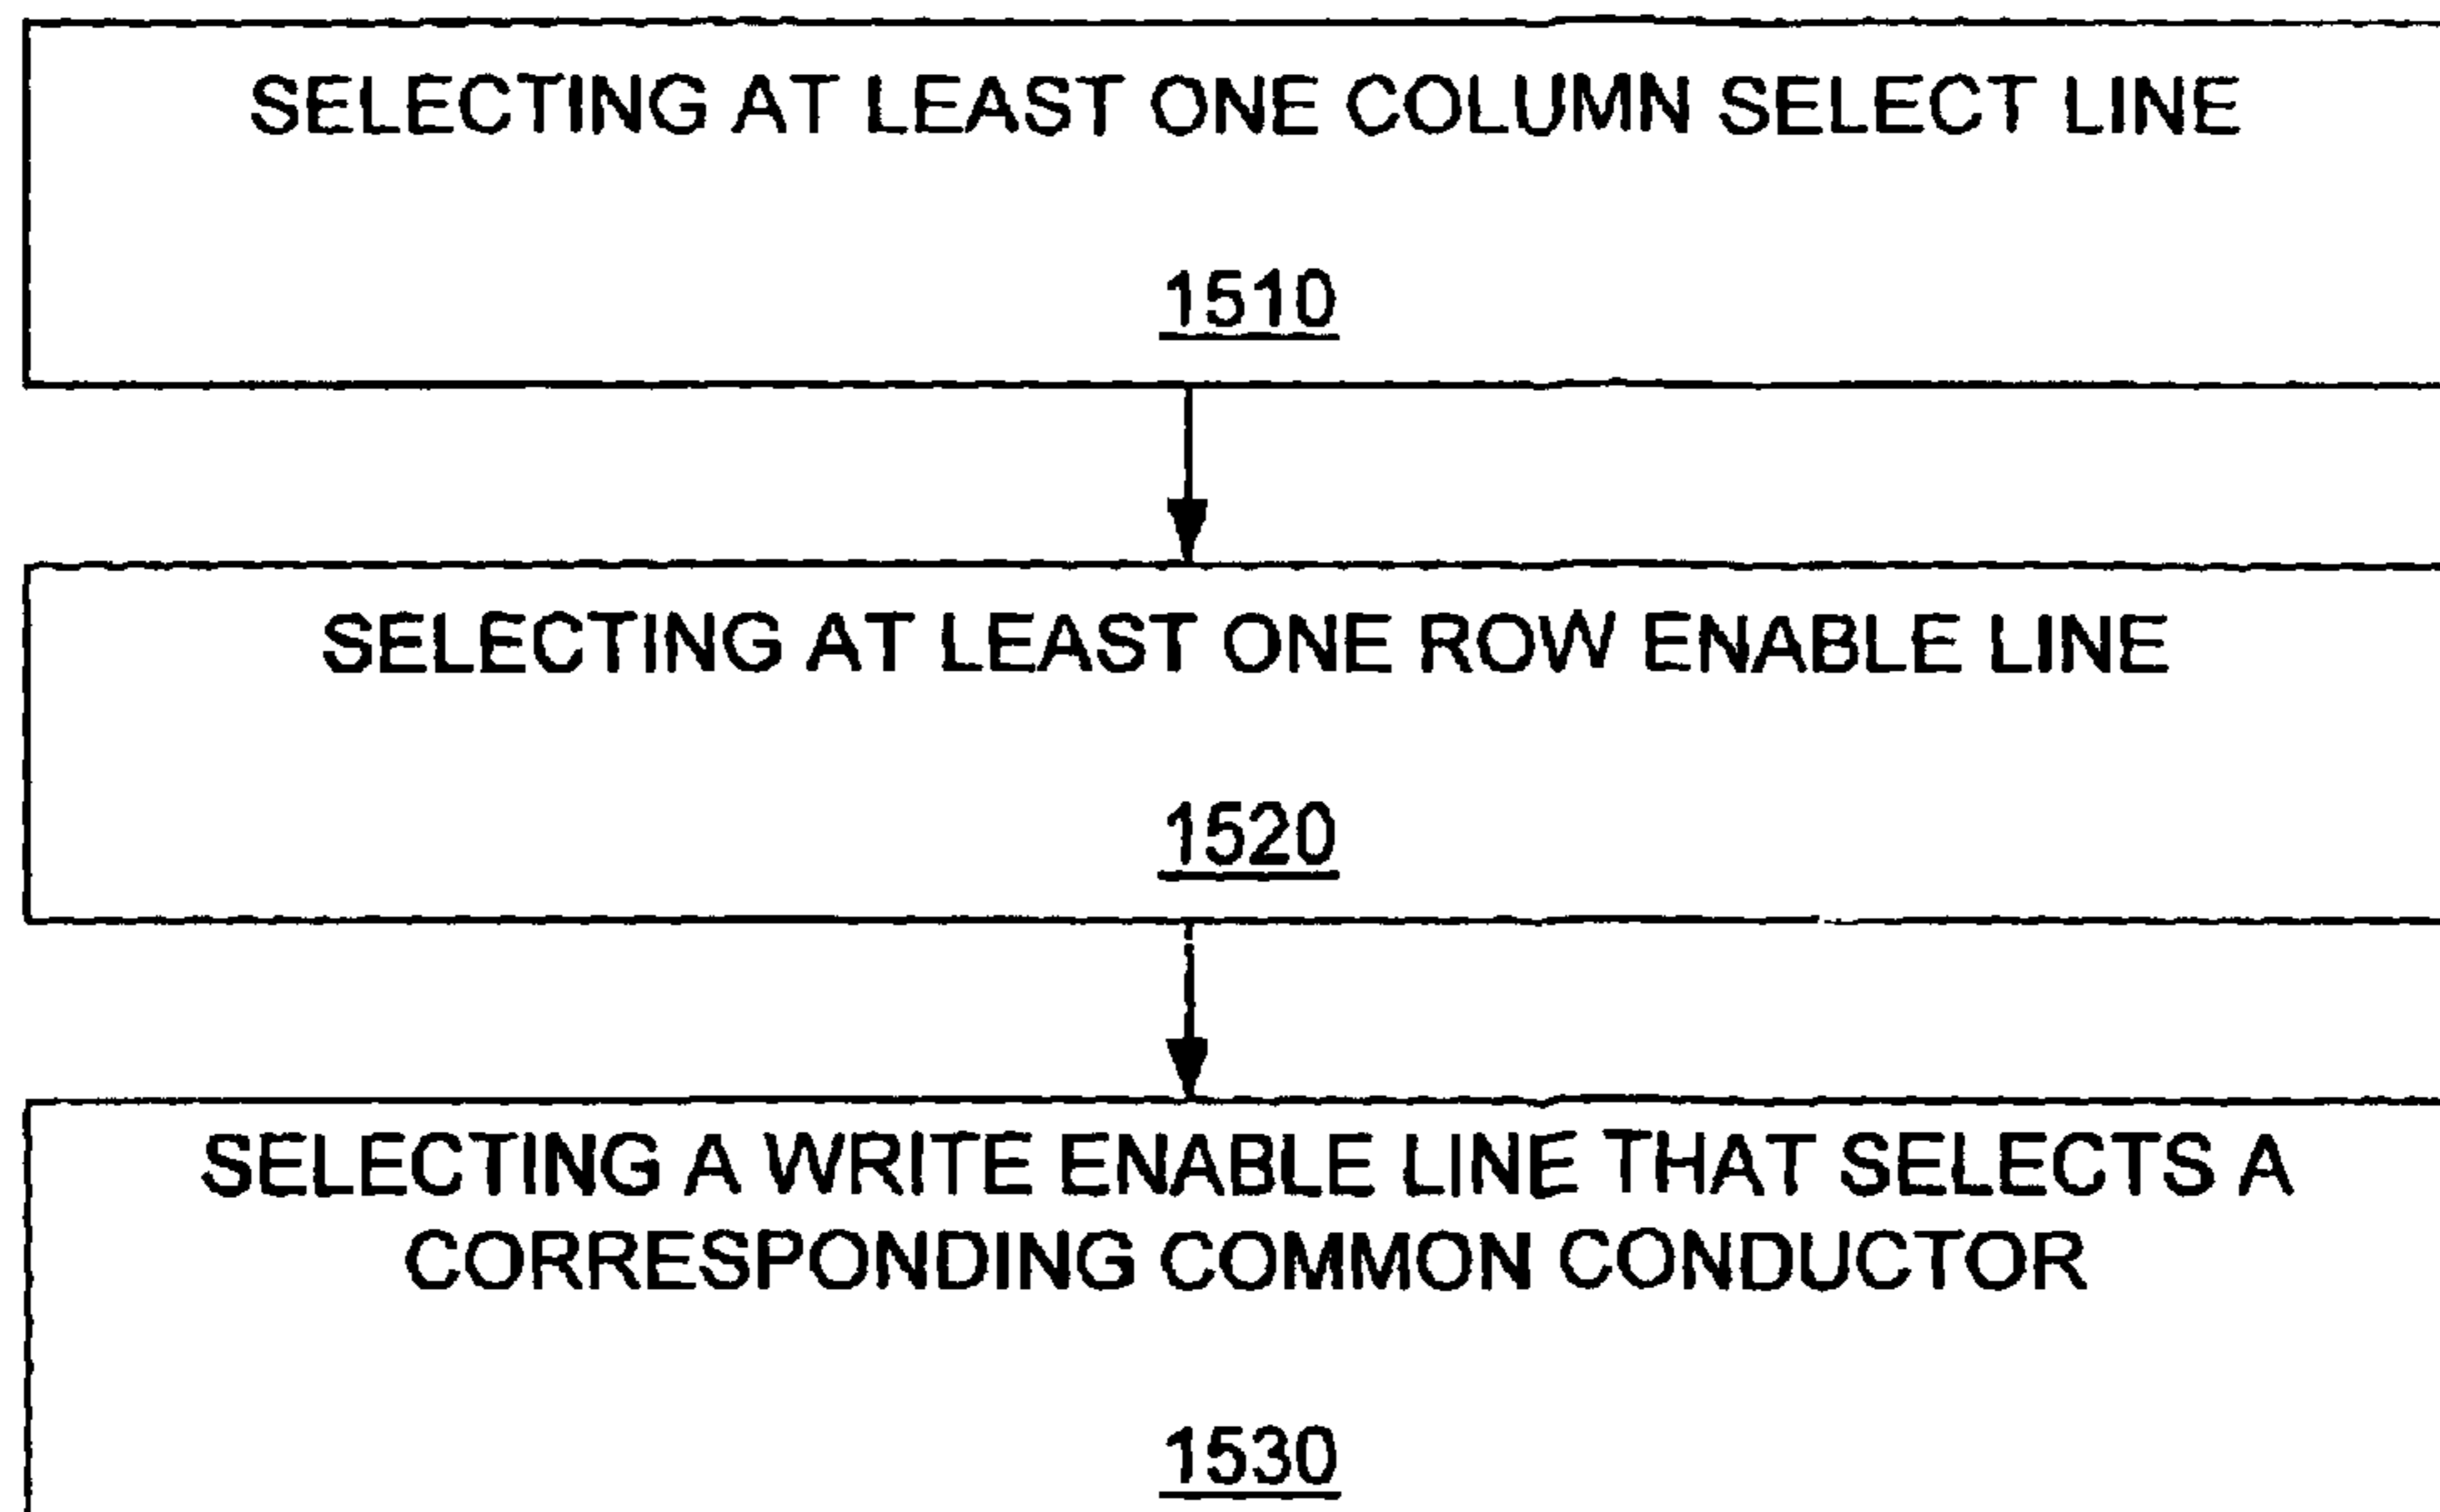 SELECTING AT LEAST ONE COLUMN SELECT LINE
1510
SELECTING AT LEAST ONE ROW ENABLE LINE
1520
SELECTING A WRITE ENABLE LINE THAT SELECTS A
CORRESPONDING COMMON CONDUCTOR
1530